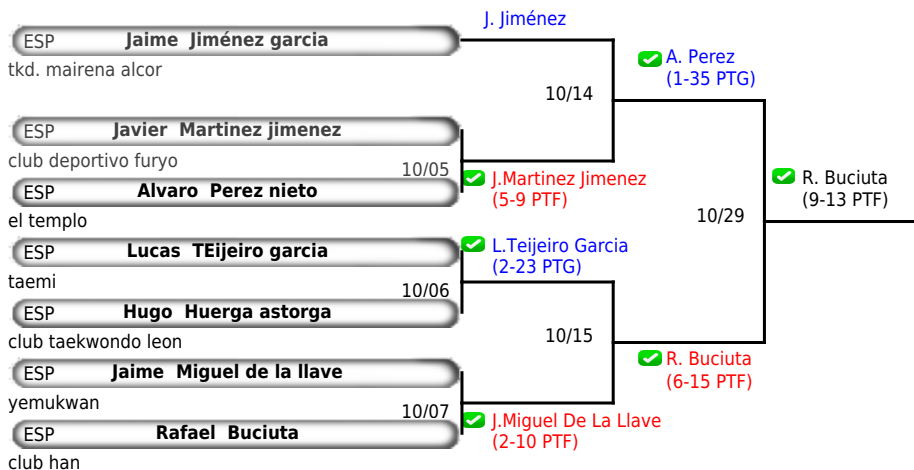 J. Jiménez
ESP Jaime Jiménez garcia
tkd. mairena alcor
A. Perez
(1-35 PTG)
10/14
ESP Javier Martinez jimenez
club deportivo furyo
10/05
J.Martinez Jimenez
(5-9 PTF)
ESP Alvaro Perez nieto
el templo
R. Buciuta
(9-13 PTF)
10/29
ESP Lucas TEijeiro garcia
taemi
L.Teijeiro Garcia
(2-23 PTG)
10/06
ESP Hugo Huerga astorga
club taekwondo leon
10/15
ESP Jaime Miguel de la llave
yemukwan
R. Buciuta
(6-15 PTF)
10/07
J.Miguel De La Llave
(2-10 PTF)
ESP Rafael Buciuta
club han